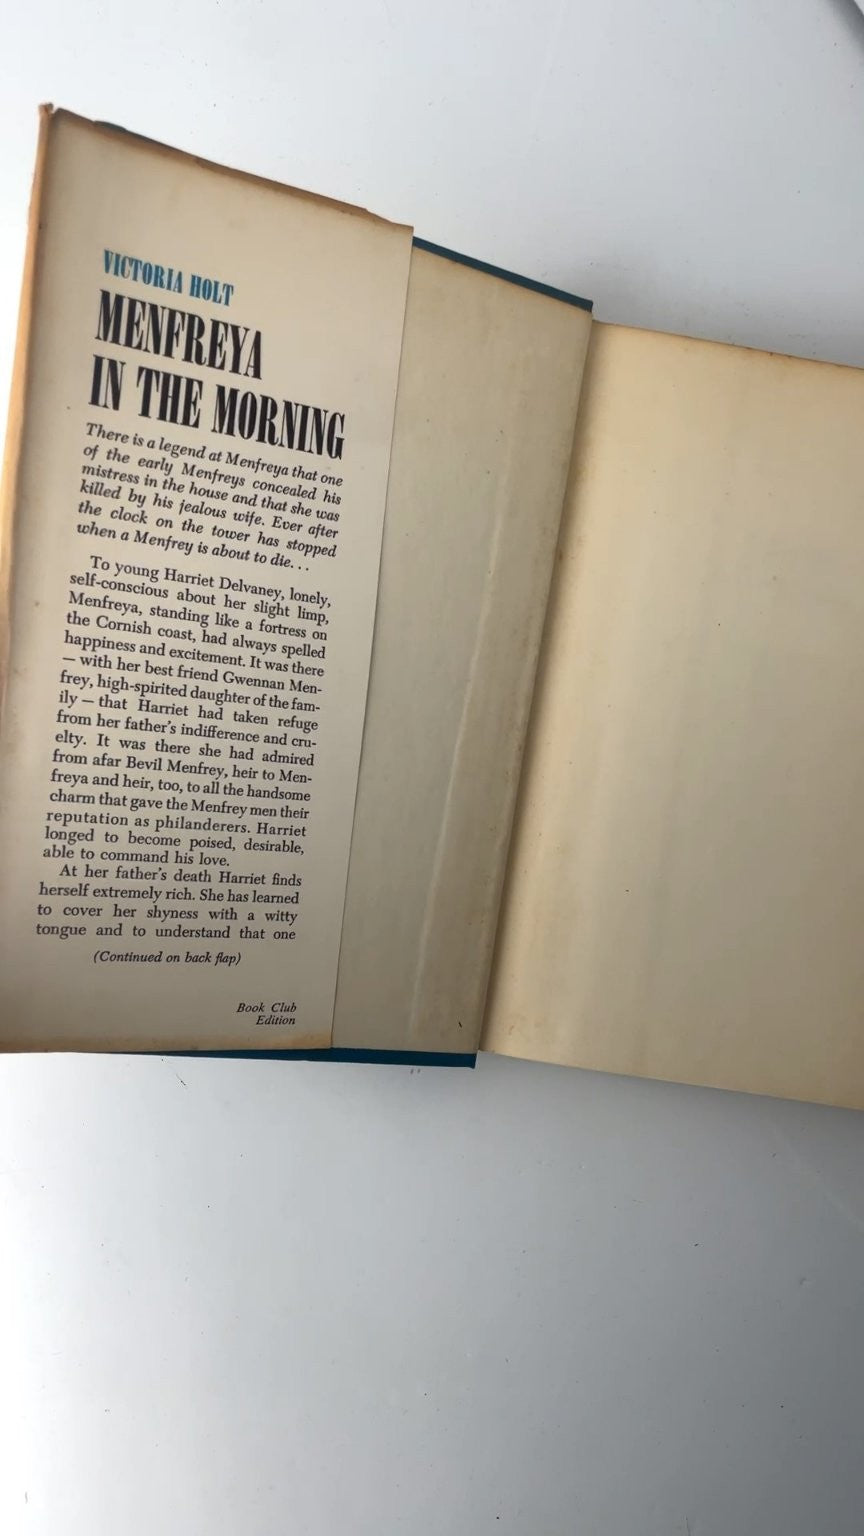 VICTORIA HOLT
MENFREYA
IN THE MORNING
There is a legend at Menfreya that one
of the early Menfreys concealed his
mistress in the house and that she was
killed by his jealous wife. Ever after
the clock on the tower has stopped
when a Menfrey is about to die...
To young Harriet Delvaney, lonely,
self-conscious about her slight limp,
Menfreya, standing like a fortress on
the Cornish coast, had always spelled
happiness and excitement. It was there
— with her best friend Gwennan Men-
frey, high-spirited daughter of the fam-
ily — that Harriet had taken refuge
from her father's indifference and cru-
elty. It was there she had admired
from afar Bevil Menfrey, heir to Men-
freya and heir, too, to all the handsome
charm that gave the Menfrey men their
reputation as philanderers. Harriet
longed to become poised, desirable,
able to command his love.
At her father's death Harriet finds
herself extremely rich. She has learned
to cover her shyness with a witty
tongue and to understand that one
(Continued on back flap)
Book Club
Edition